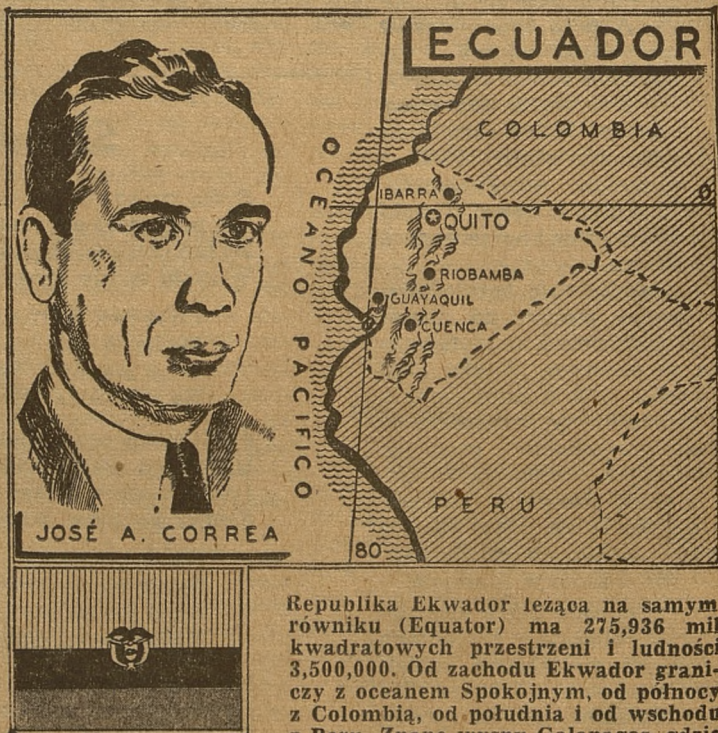 ECUADOR
COLOMBIA
OCEANO PACIFICO
IBARRA
0
QUITO
RIOBAMBA
GUAYAQUIL
CUENCA
PERU
80
JOSÉ A. CORREA
Republika Ekwador leżąca na samym
równiku (Equator) ma 275,936 mil
kwadratowych przestrzeni i ludności
3,500,000. Od zachodu Ekwador grani-
czy z oceanem Spokojnym, od północy
z Colombią, od południa i od wschodu